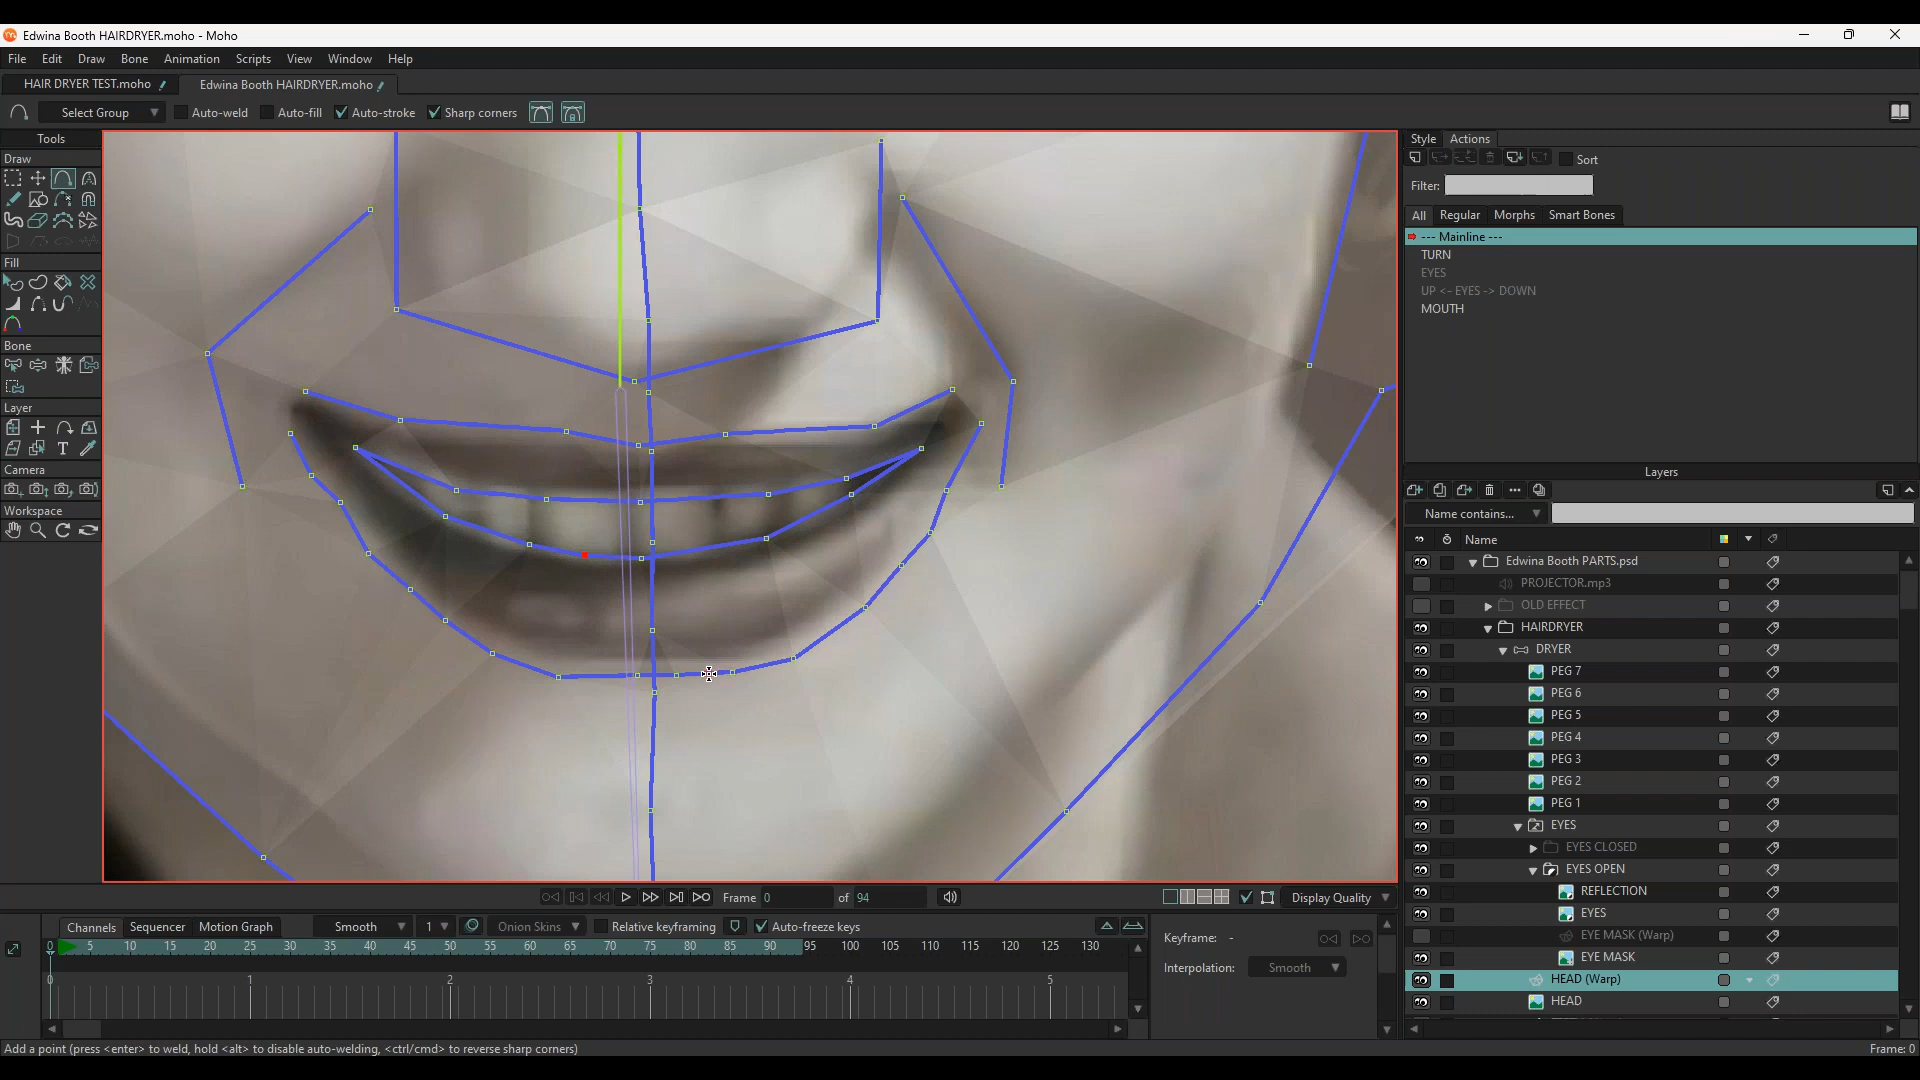 Edwina Booth HAIRDRYER.moho - Moho
File Edit Draw Bone Animation Scripts View Window Help
HAIR DRYER TEST.moho Edwina Booth HAIRDRYER.moho
Select Group Auto-weld Auto-fill Auto-stroke Sharp corners
Tools
Draw
Fill
Bone
Layer
Camera
Workspace
Style Actions
Sort
Filter:
All Regular Morphs Smart Bones
--- Mainline ---
TURN
EYES
UP <- EYES -> DOWN
MOUTH
Layers
Name contains...
Name
Edwina Booth PARTS.psd
PROJECTOR.mp3
OLD EFFECT
HAIRDRYER
DRYER
PEG 7
PEG 6
PEG 5
PEG 4
PEG 3
PEG 2
PEG 1
EYES
EYES CLOSED
EYES OPEN
REFLECTION
EYES
EYE MASK (Warp)
EYE MASK
HEAD (Warp)
HEAD
Frame 0 of 94 Display Quality
Channels Sequencer Motion Graph Smooth 1 Onion Skins Relative keyframing Auto-freeze keys
0 5 10 15 20 25 30 35 40 45 50 55 60 65 70 75 80 85 90 95 100 105 110 115 120 125 130
0 1 2 3 4 5
Keyframe: -
Interpolation: Smooth
Add a point (press <enter> to weld, hold <alt> to disable auto-welding, <ctrl/cmd> to reverse sharp corners) Frame: 0